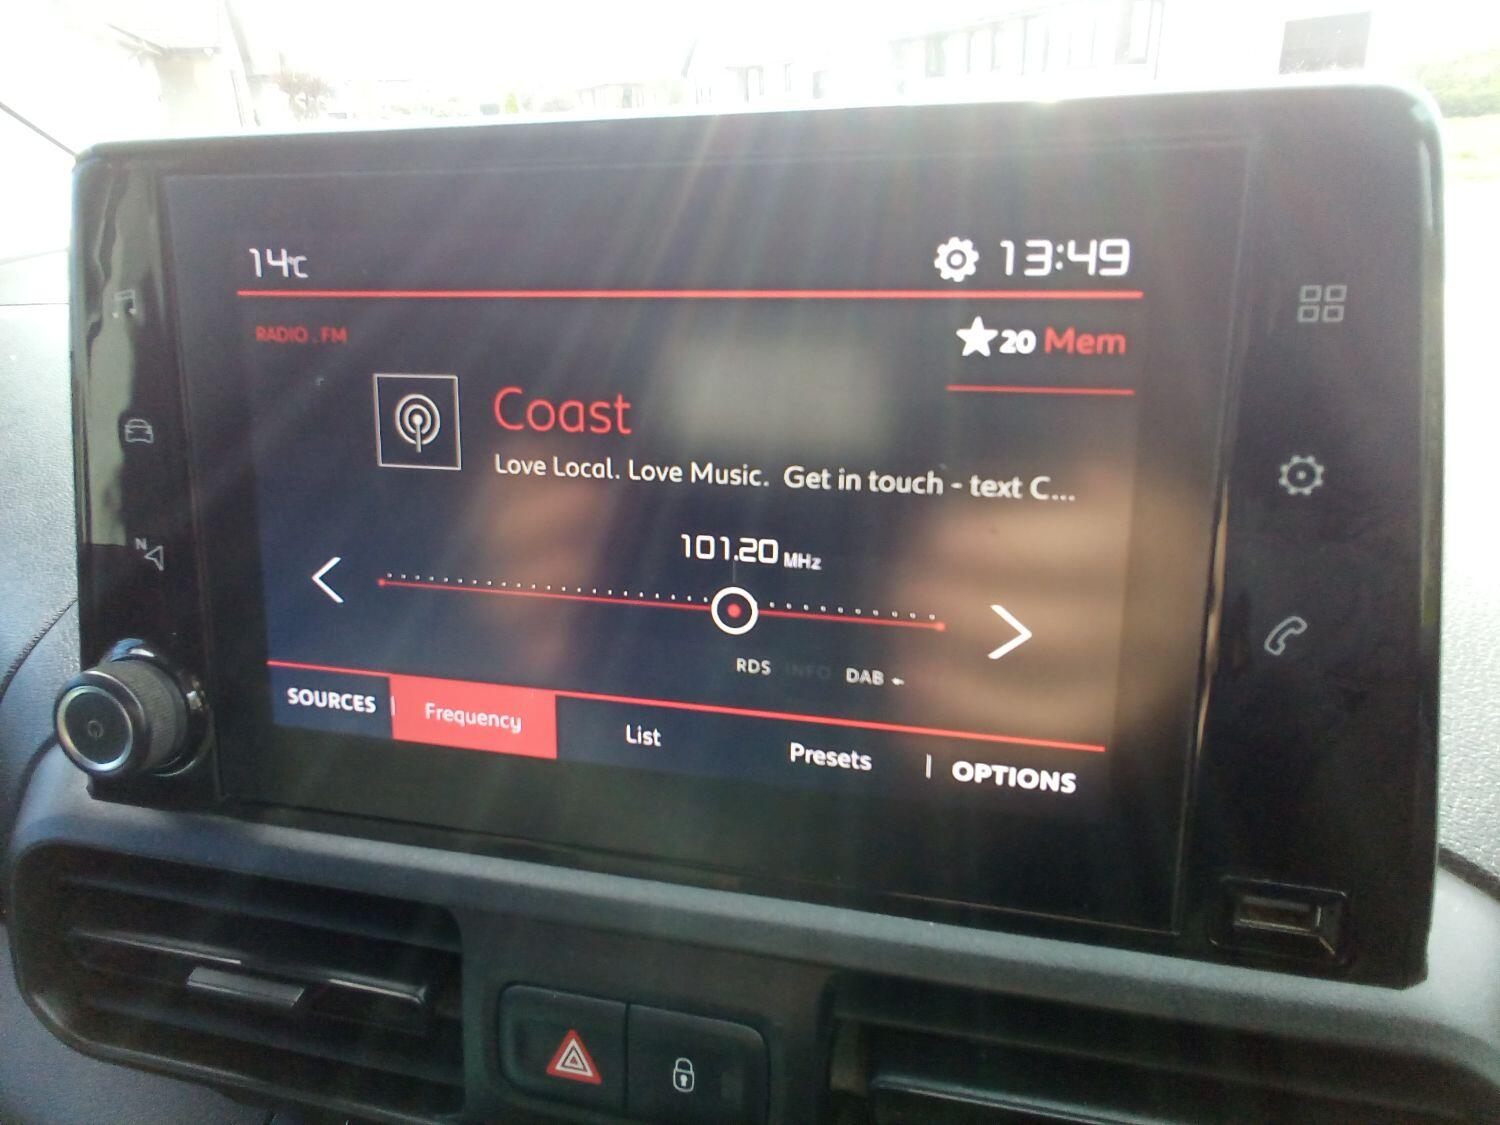 14°C 13:49
RADIO . FM 20 Mem
Coast
Love Local. Love Music. Get in touch - text C...
101.20 MHz
RDS INFO DAB
SOURCES | Frequency List Presets | OPTIONS
N